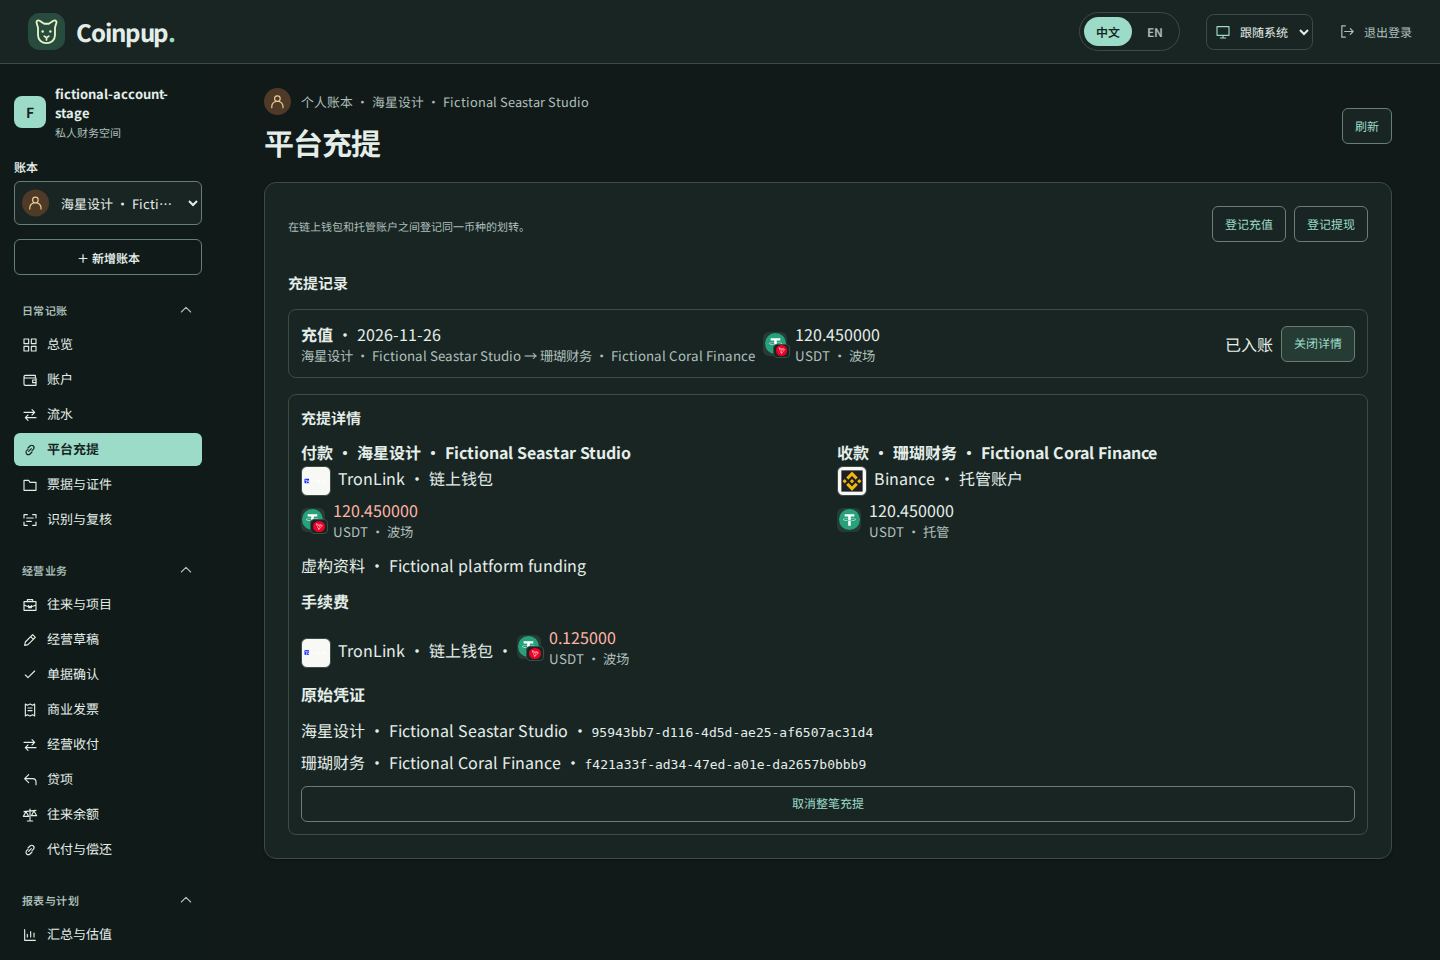 Coinpup.
中文
EN
跟随系统
退出登录
F
fictional-account-
stage
私人财务空间
账本
海星设计 · Ficti···
+ 新增账本
日常记账
总览
账户
流水
平台充提
票据与证件
识别与复核
经营业务
往来与项目
经营草稿
单据确认
商业发票
经营收付
贷项
往来余额
代付与偿还
报表与计划
汇总与估值
个人账本 · 海星设计 · Fictional Seastar Studio
平台充提
刷新
在链上钱包和托管账户之间登记同一币种的划转。
登记充值
登记提现
充提记录
充值 · 2026-11-26
海星设计 · Fictional Seastar Studio → 珊瑚财务 · Fictional Coral Finance
120.450000
USDT · 波场
已入账
关闭详情
充提详情
付款 · 海星设计 · Fictional Seastar Studio
TronLink · 链上钱包
120.450000
USDT · 波场
收款 · 珊瑚财务 · Fictional Coral Finance
Binance · 托管账户
120.450000
USDT · 托管
虚构资料 · Fictional platform funding
手续费
TronLink · 链上钱包 ·
0.125000
USDT · 波场
原始凭证
海星设计 · Fictional Seastar Studio · 95943bb7-d116-4d5d-ae25-af6507ac31d4
珊瑚财务 · Fictional Coral Finance · f421a33f-ad34-47ed-a01e-da2657b0bbb9
取消整笔充提